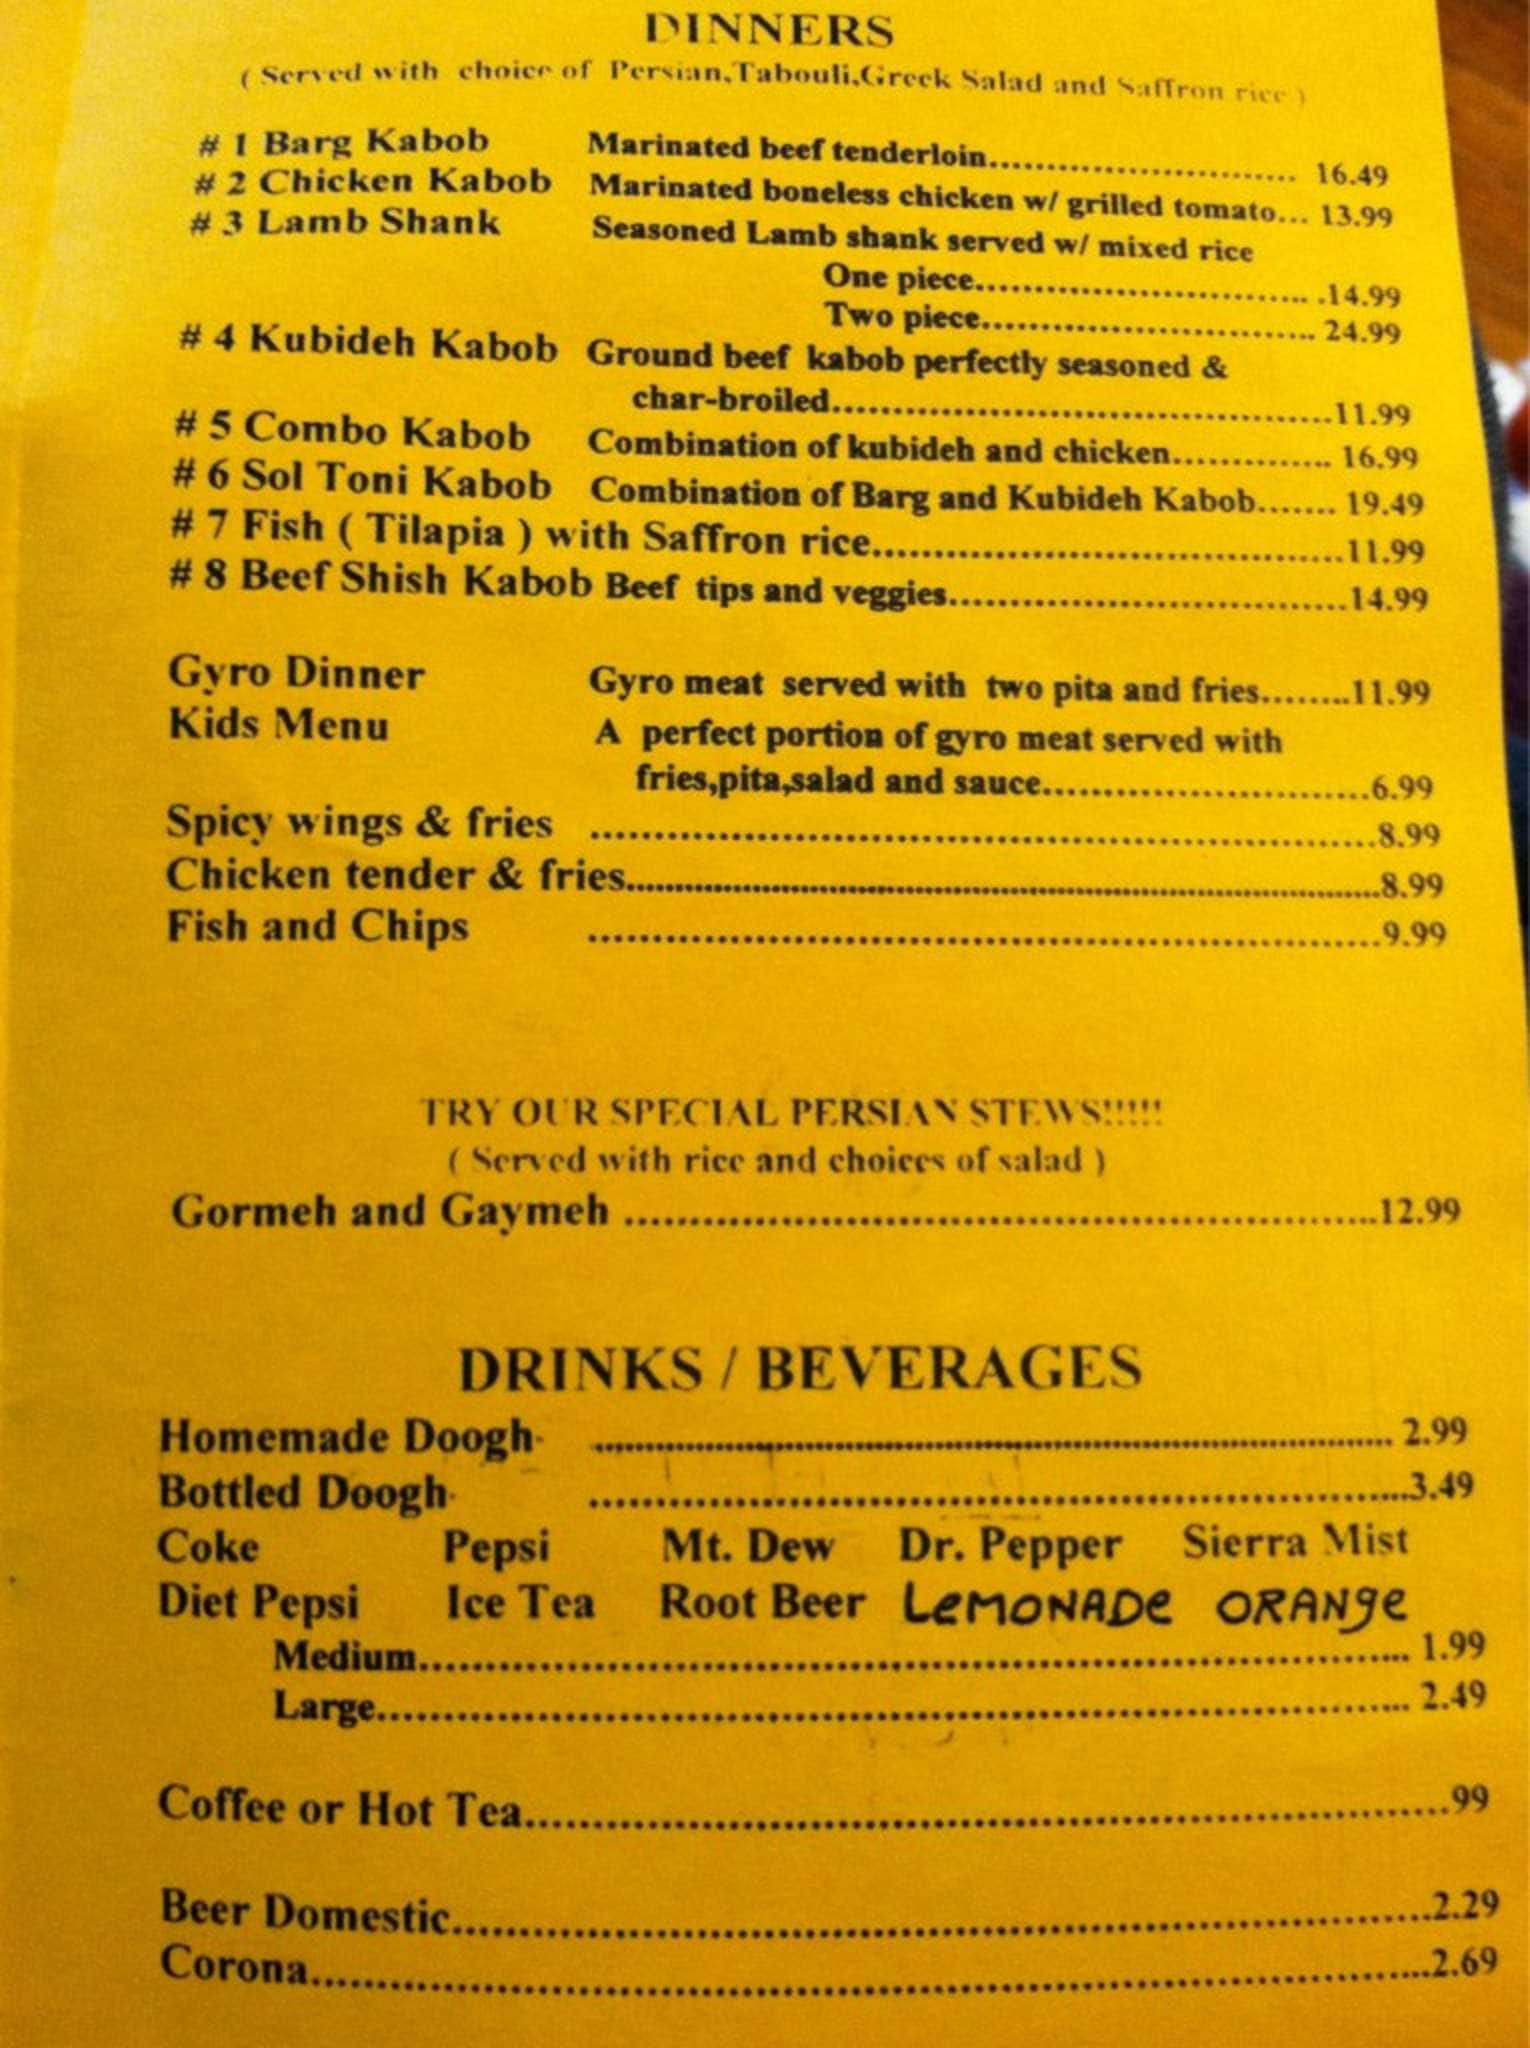 DINNERS
( Served with choice of Persian,Tabouli,Greek Salad and Saffron rice )
# 1 Barg Kabob Marinated beef tenderloin.............................. 16.49
# 2 Chicken Kabob Marinated boneless chicken w/ grilled tomato... 13.99
# 3 Lamb Shank Seasoned Lamb shank served w/ mixed rice
One piece.............................. .14.99
Two piece.............................. 24.99
# 4 Kubideh Kabob Ground beef kabob perfectly seasoned &
char-broiled..........................................11.99
# 5 Combo Kabob Combination of kubideh and chicken.............. 16.99
# 6 Sol Toni Kabob Combination of Barg and Kubideh Kabob....... 19.49
# 7 Fish ( Tilapia ) with Saffron rice........................................11.99
# 8 Beef Shish Kabob Beef tips and veggies..................................14.99
Gyro Dinner Gyro meat served with two pita and fries........11.99
Kids Menu A perfect portion of gyro meat served with
fries,pita,salad and sauce............................6.99
Spicy wings & fries ..................................................................8.99
Chicken tender & fries..................................................................8.99
Fish and Chips ..................................................................9.99
TRY OUR SPECIAL PERSIAN STEWS!!!!!
( Served with rice and choices of salad )
Gormeh and Gaymeh ..........................................................12.99
DRINKS / BEVERAGES
Homemade Doogh ............................................................ 2.99
Bottled Doogh ............................................................3.49
Coke Pepsi Mt. Dew Dr. Pepper Sierra Mist
Diet Pepsi Ice Tea Root Beer LeMONADe ORANge
Medium............................................................ 1.99
Large............................................................ 2.49
Coffee or Hot Tea............................................................99
Beer Domestic............................................................2.29
Corona............................................................2.69